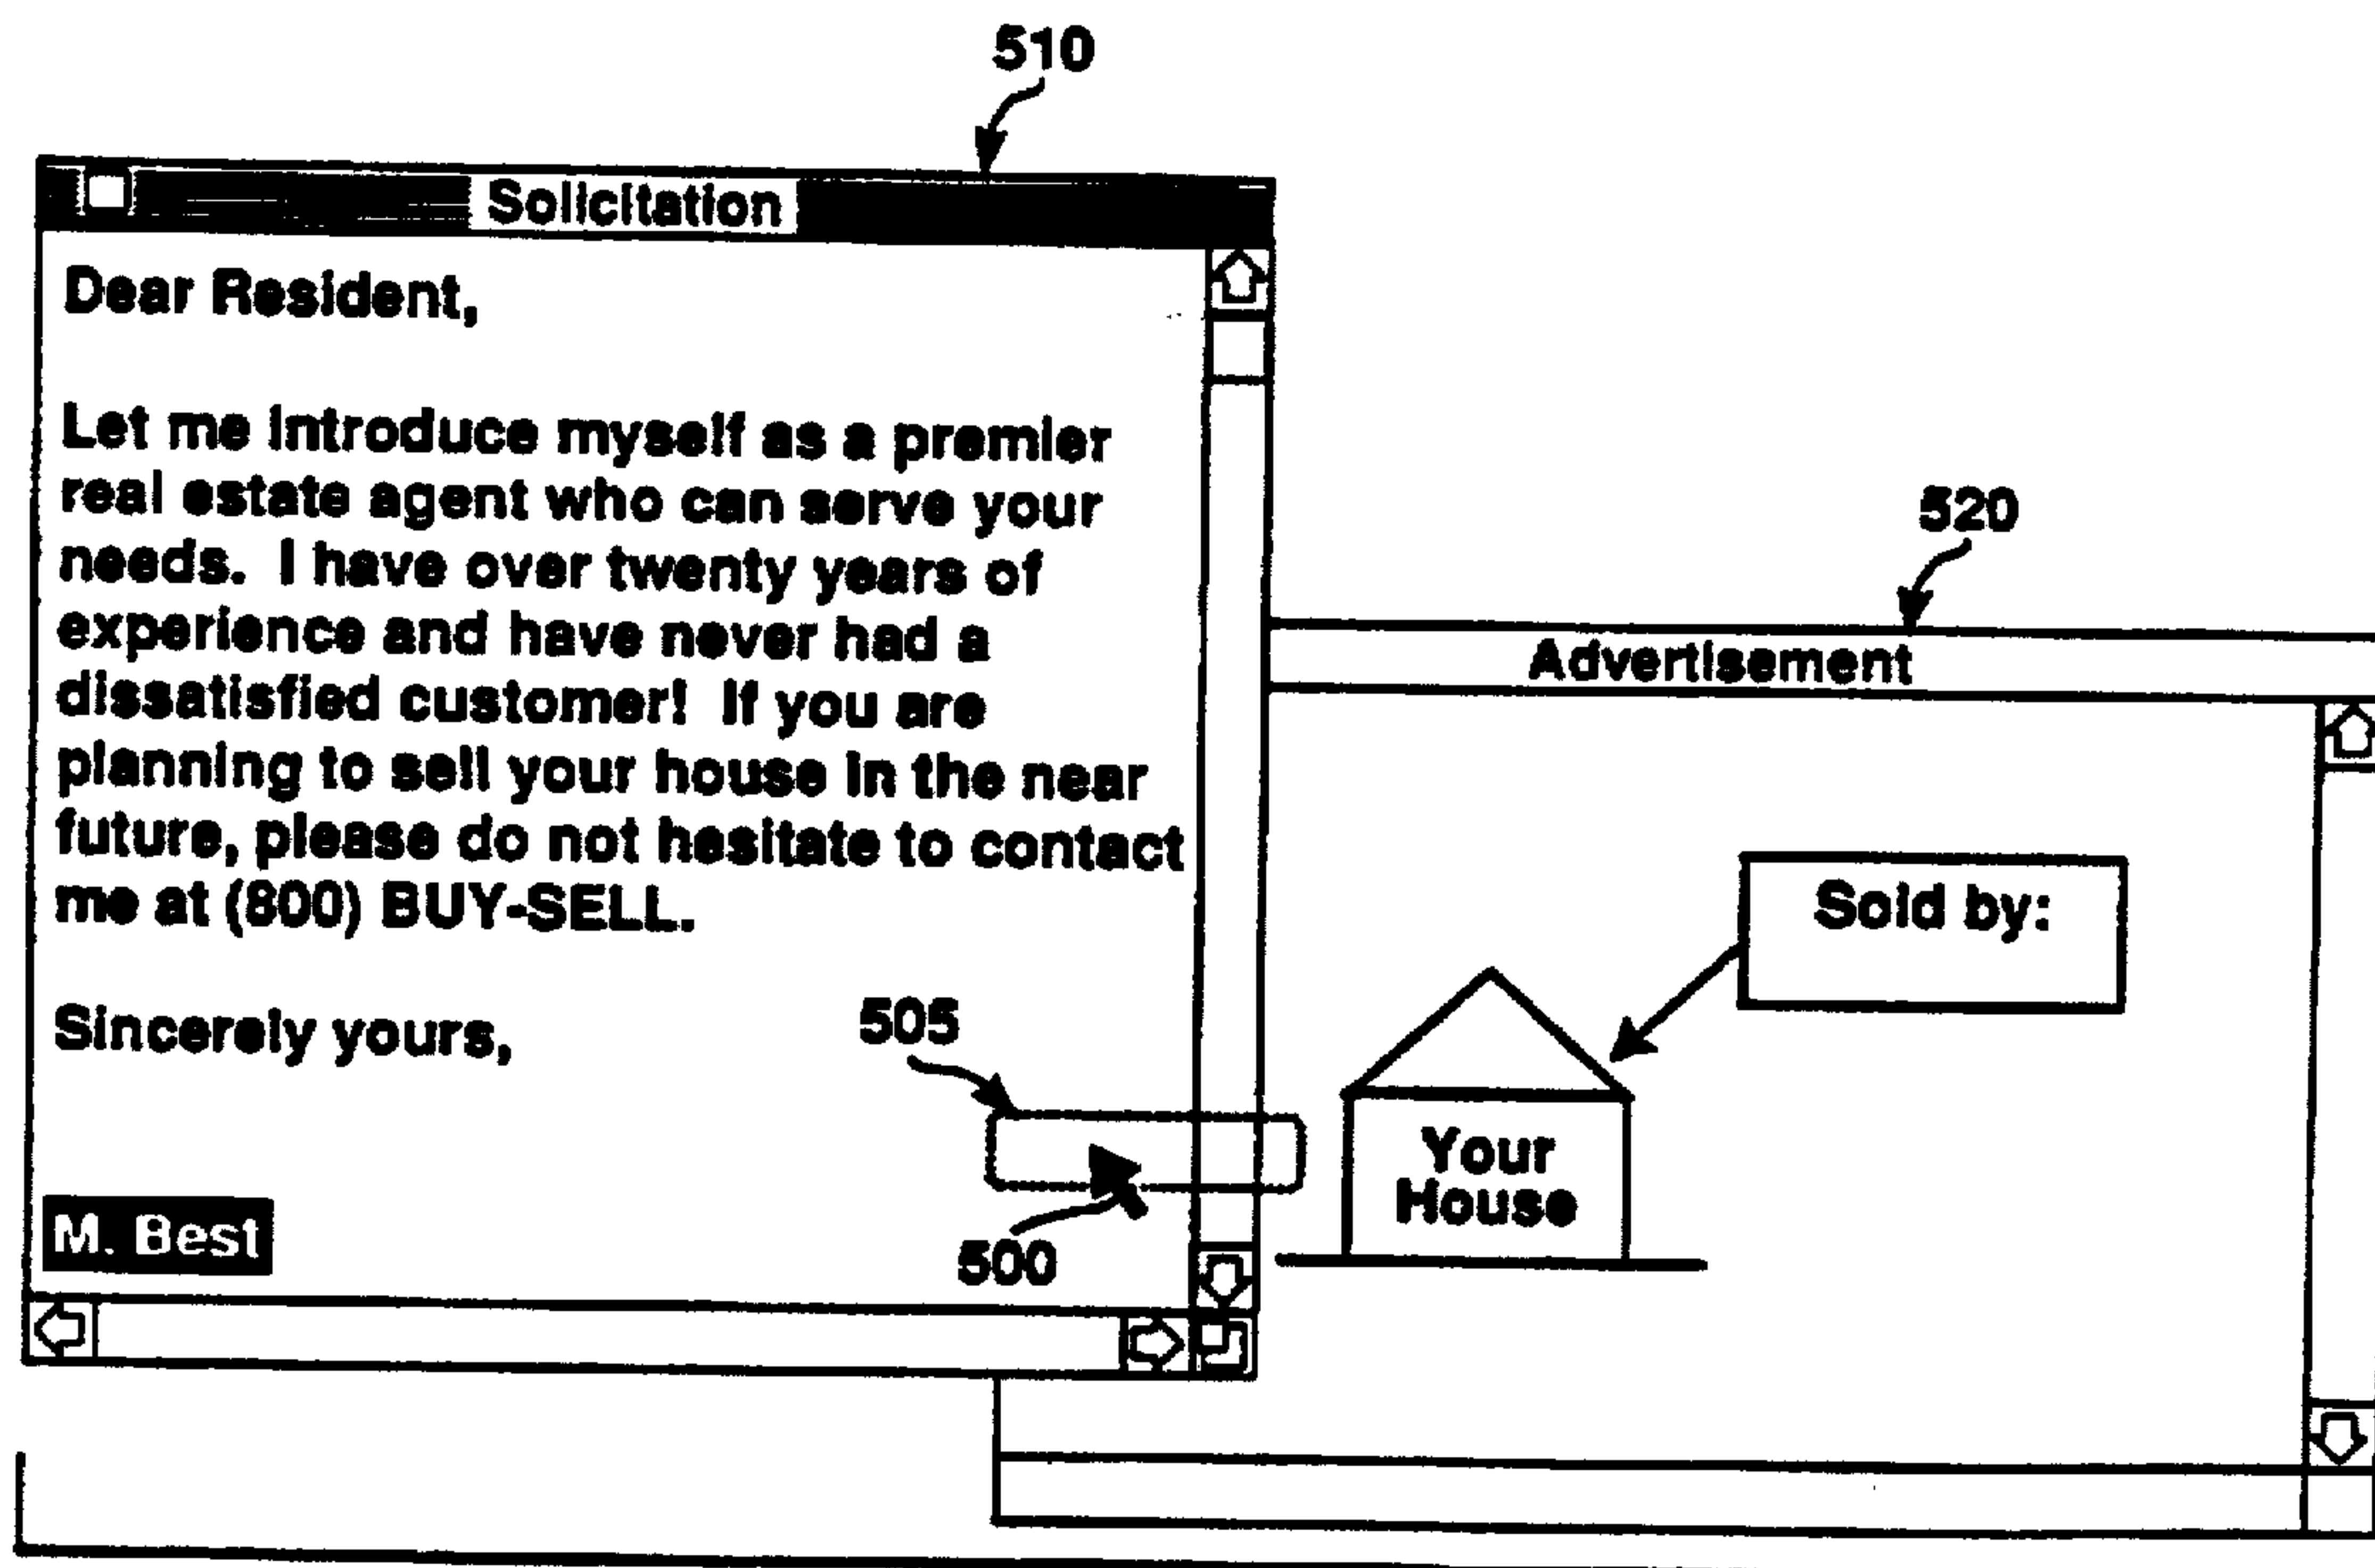 510
Solicitation
Dear Resident,
Let me introduce myself as a premier
real estate agent who can serve your
needs. I have over twenty years of
experience and have never had a
dissatisfied customer! If you are
planning to sell your house in the near
future, please do not hesitate to contact
me at (800) BUY-SELL.
Sincerely yours,
505
M. Best
500
520
Advertisement
Sold by:
Your
House